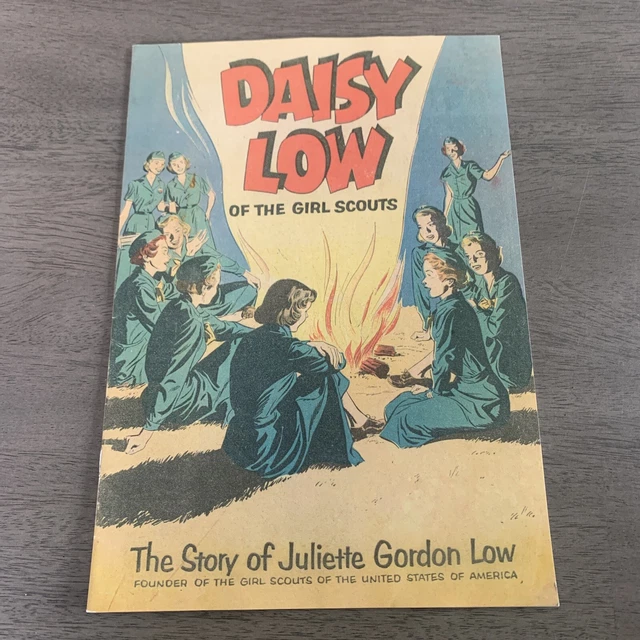 DAISY
LOW
OF THE GIRL SCOUTS
The Story of Juliette Gordon Low
FOUNDER OF THE GIRL SCOUTS OF THE UNITED STATES OF AMERICA,